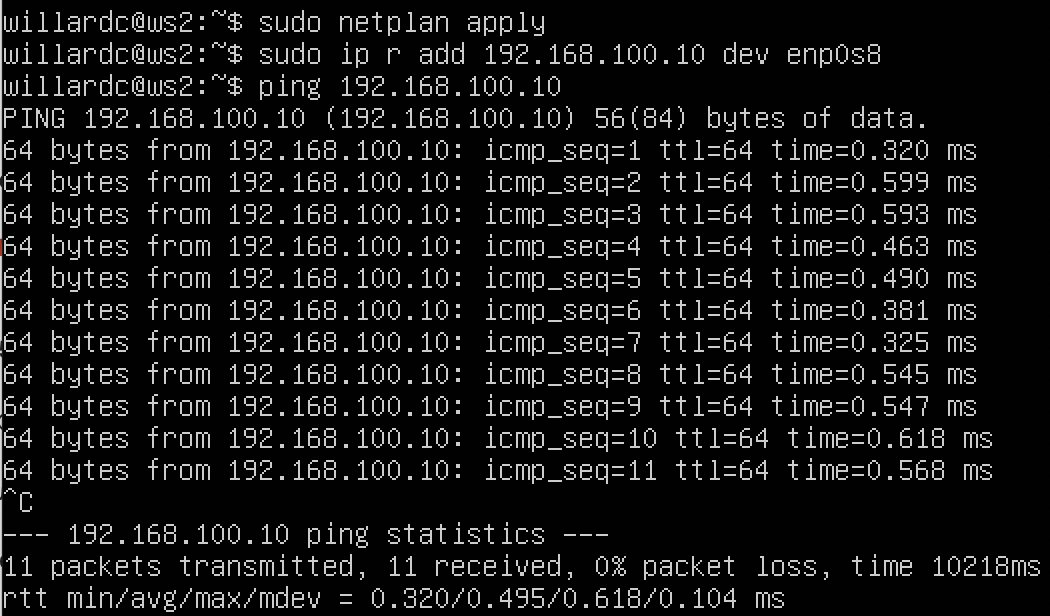 willardc@ws2:~$ sudo netplan apply
willardc@ws2:~$ sudo ip r add 192.168.100.10 dev enp0s8
willardc@ws2:~$ ping 192.168.100.10
PING 192.168.100.10 (192.168.100.10) 56(84) bytes of data.
64 bytes from 192.168.100.10: icmp_seq=1 ttl=64 time=0.320 ms
64 bytes from 192.168.100.10: icmp_seq=2 ttl=64 time=0.599 ms
64 bytes from 192.168.100.10: icmp_seq=3 ttl=64 time=0.593 ms
64 bytes from 192.168.100.10: icmp_seq=4 ttl=64 time=0.463 ms
64 bytes from 192.168.100.10: icmp_seq=5 ttl=64 time=0.490 ms
64 bytes from 192.168.100.10: icmp_seq=6 ttl=64 time=0.381 ms
64 bytes from 192.168.100.10: icmp_seq=7 ttl=64 time=0.325 ms
64 bytes from 192.168.100.10: icmp_seq=8 ttl=64 time=0.545 ms
64 bytes from 192.168.100.10: icmp_seq=9 ttl=64 time=0.547 ms
64 bytes from 192.168.100.10: icmp_seq=10 ttl=64 time=0.618 ms
64 bytes from 192.168.100.10: icmp_seq=11 ttl=64 time=0.568 ms
^C
--- 192.168.100.10 ping statistics ---
11 packets transmitted, 11 received, 0% packet loss, time 10218ms
rtt min/avg/max/mdev = 0.320/0.495/0.618/0.104 ms